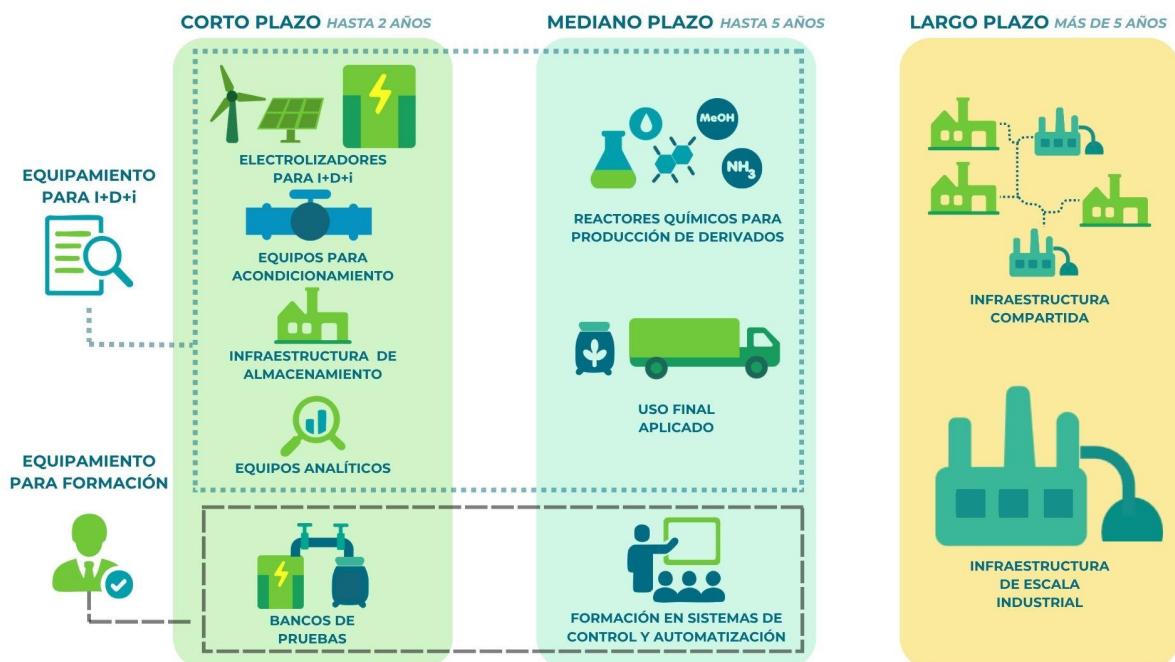 CORTO PLAZO HASTA 2 AÑOS
MEDIANO PLAZO HASTA 5 AÑOS
LARGO PLAZO MÁS DE 5 AÑOS
EQUIPAMIENTO
PARA I+D+i
ELECTROLIZADORES
PARA I+D+i
EQUIPOS PARA
ACONDICIONAMIENTO
INFRAESTRUCTURA DE
ALMACENAMIENTO
EQUIPOS ANALÍTICOS
MeOH
NH3
REACTORES QUÍMICOS PARA
PRODUCCIÓN DE DERIVADOS
USO FINAL
APLICADO
INFRAESTRUCTURA
COMPARTIDA
EQUIPAMIENTO
PARA FORMACIÓN
BANCOS DE
PRUEBAS
FORMACIÓN EN SISTEMAS DE
CONTROL Y AUTOMATIZACIÓN
INFRAESTRUCTURA
DE ESCALA
INDUSTRIAL